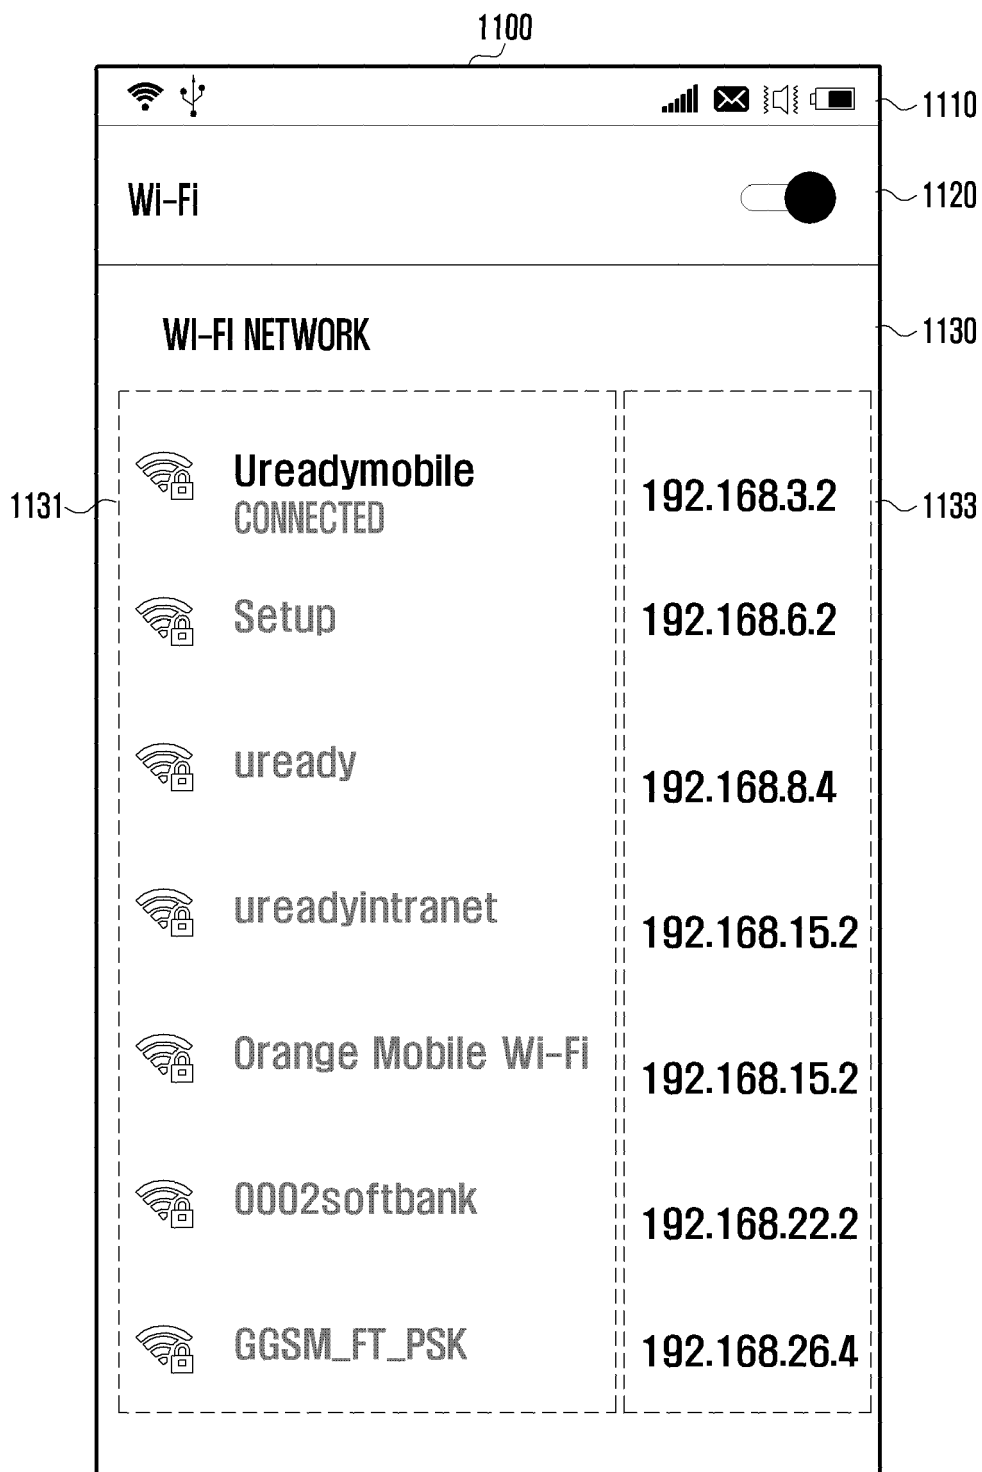 1100
1110
Wi-Fi
1120
WI-FI NETWORK
1130
Ureadymobile
CONNECTED
192.168.3.2
1131
1133
Setup
192.168.6.2
uready
192.168.8.4
ureadyintranet
192.168.15.2
Orange Mobile Wi-Fi
192.168.15.2
0002softbank
192.168.22.2
GGSM_FT_PSK
192.168.26.4